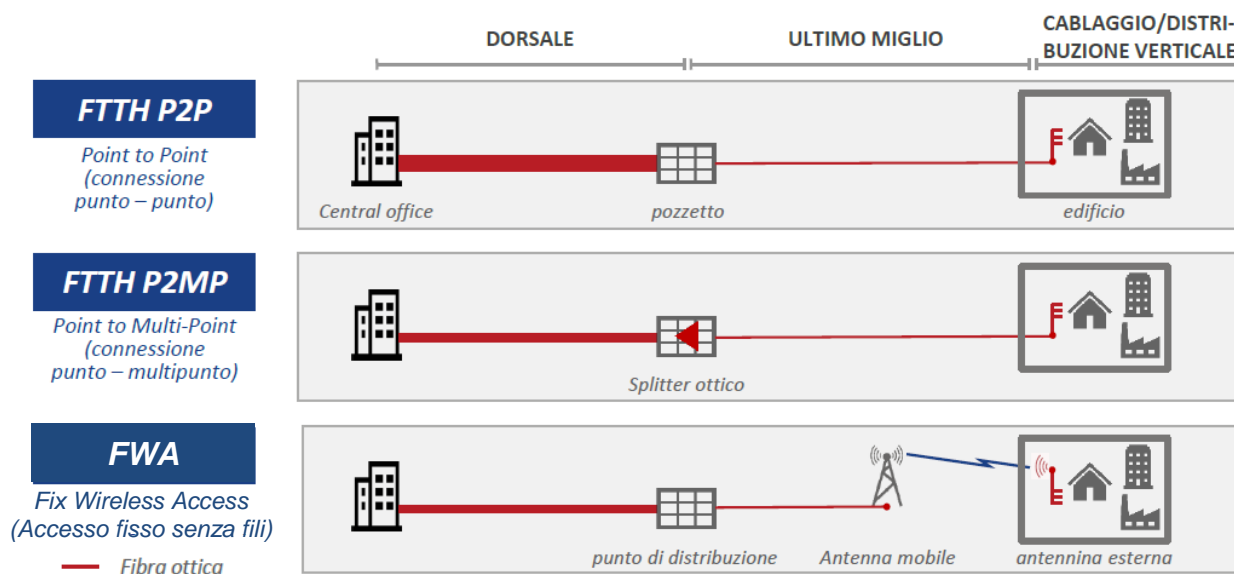 DORSALE
ULTIMO MIGLIO
CABLAGGIO/DISTRI-
BUZIONE VERTICALE
FTTH P2P
Point to Point
(connessione
punto – punto)
Central office
pozzetto
edificio
FTTH P2MP
Point to Multi-Point
(connessione
punto – multipunto)
Splitter ottico
FWA
Fix Wireless Access
(Accesso fisso senza fili)
punto di distribuzione
Antenna mobile
antennina esterna
Fibra ottica